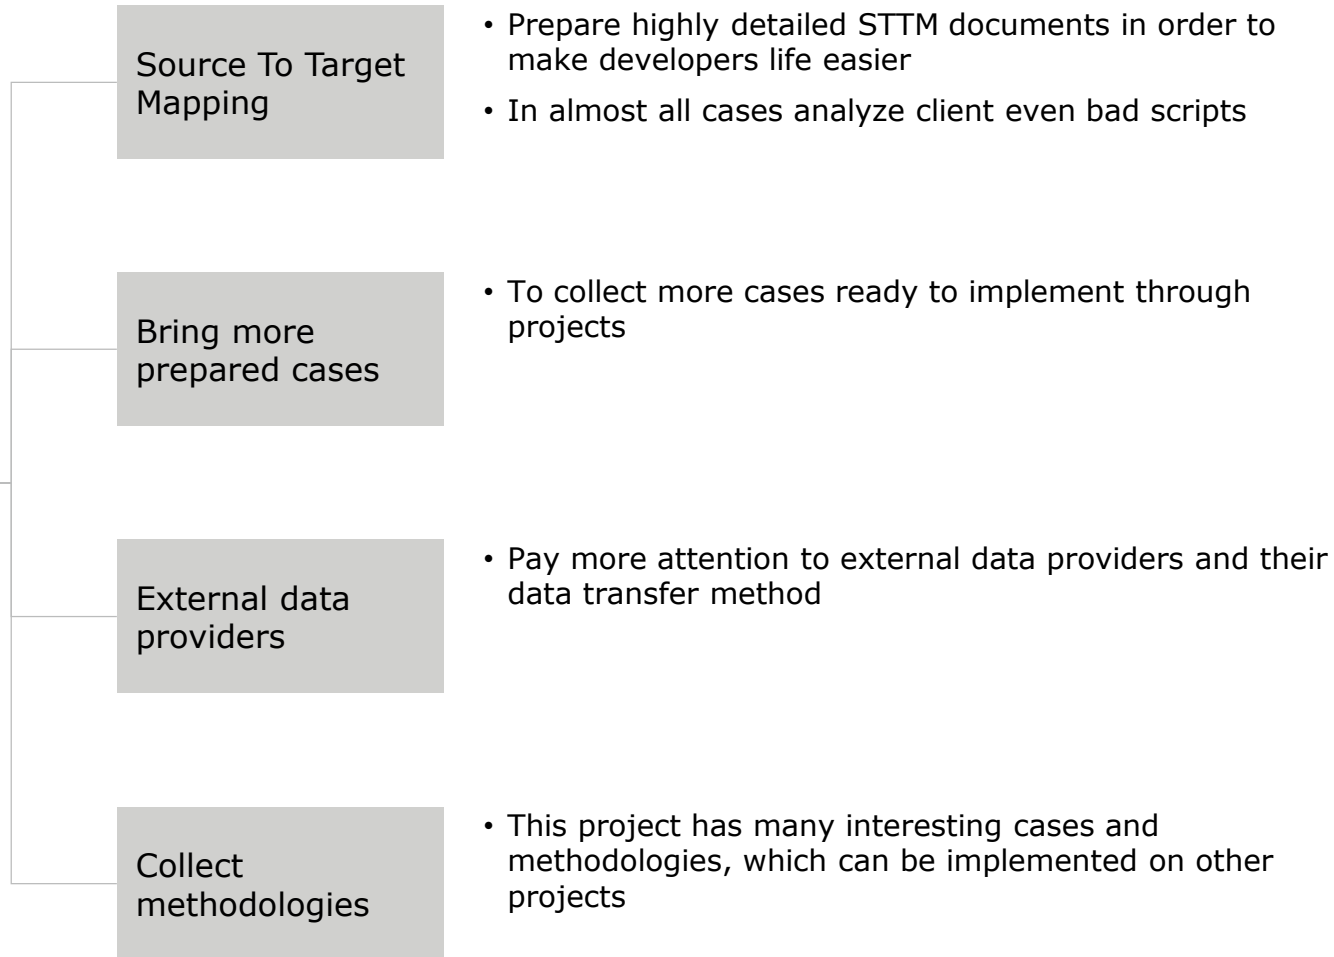 Source To Target
Mapping
• Prepare highly detailed STTM documents in order to
make developers life easier
• In almost all cases analyze client even bad scripts
Bring more
prepared cases
• To collect more cases ready to implement through
projects
External data
providers
• Pay more attention to external data providers and their
data transfer method
Collect
methodologies
• This project has many interesting cases and
methodologies, which can be implemented on other
projects